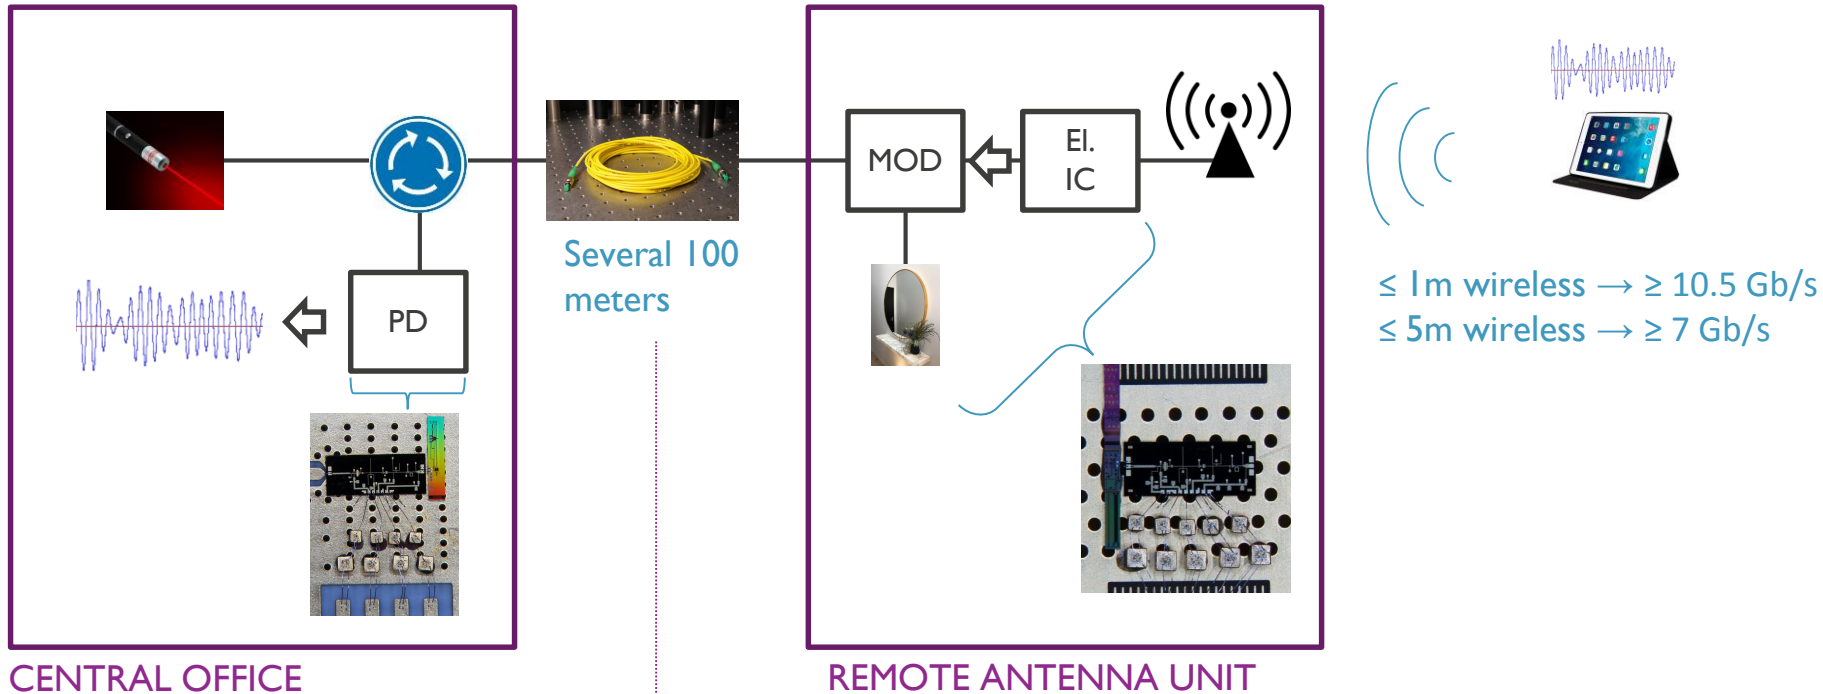 MOD
El.
IC
Several 100
meters
PD
≤ 1m wireless → ≥ 10.5 Gb/s
≤ 5m wireless → ≥ 7 Gb/s
CENTRAL OFFICE
REMOTE ANTENNA UNIT